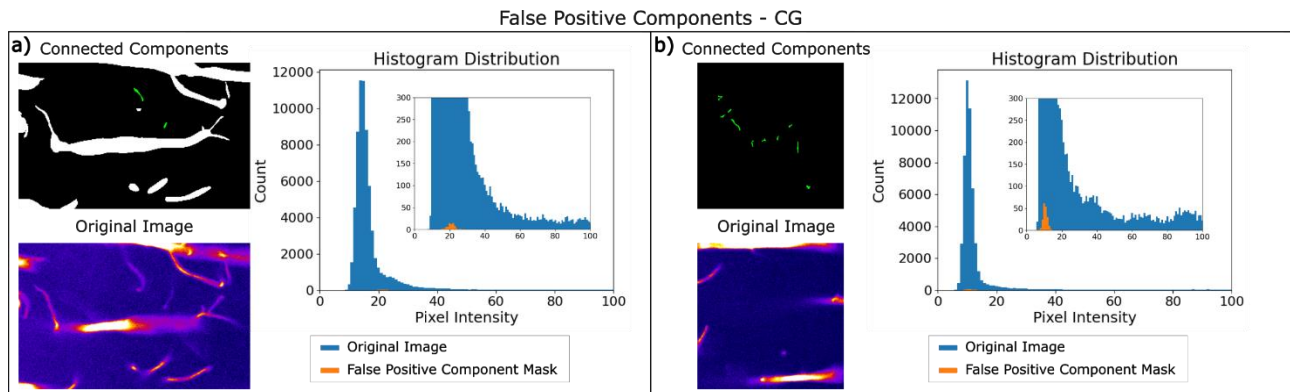 False Positive Components - CG
a)
Connected Components
Original Image
Histogram Distribution
12000
10000
8000
6000
4000
2000
0
Count
0 20 40 60 80 100
Pixel Intensity
300
250
200
150
100
50
0
0 20 40 60 80 100
Original Image
False Positive Component Mask
b)
Connected Components
Original Image
Histogram Distribution
12000
10000
8000
6000
4000
2000
0
Count
0 20 40 60 80 100
Pixel Intensity
300
250
200
150
100
50
0
0 20 40 60 80 100
Original Image
False Positive Component Mask